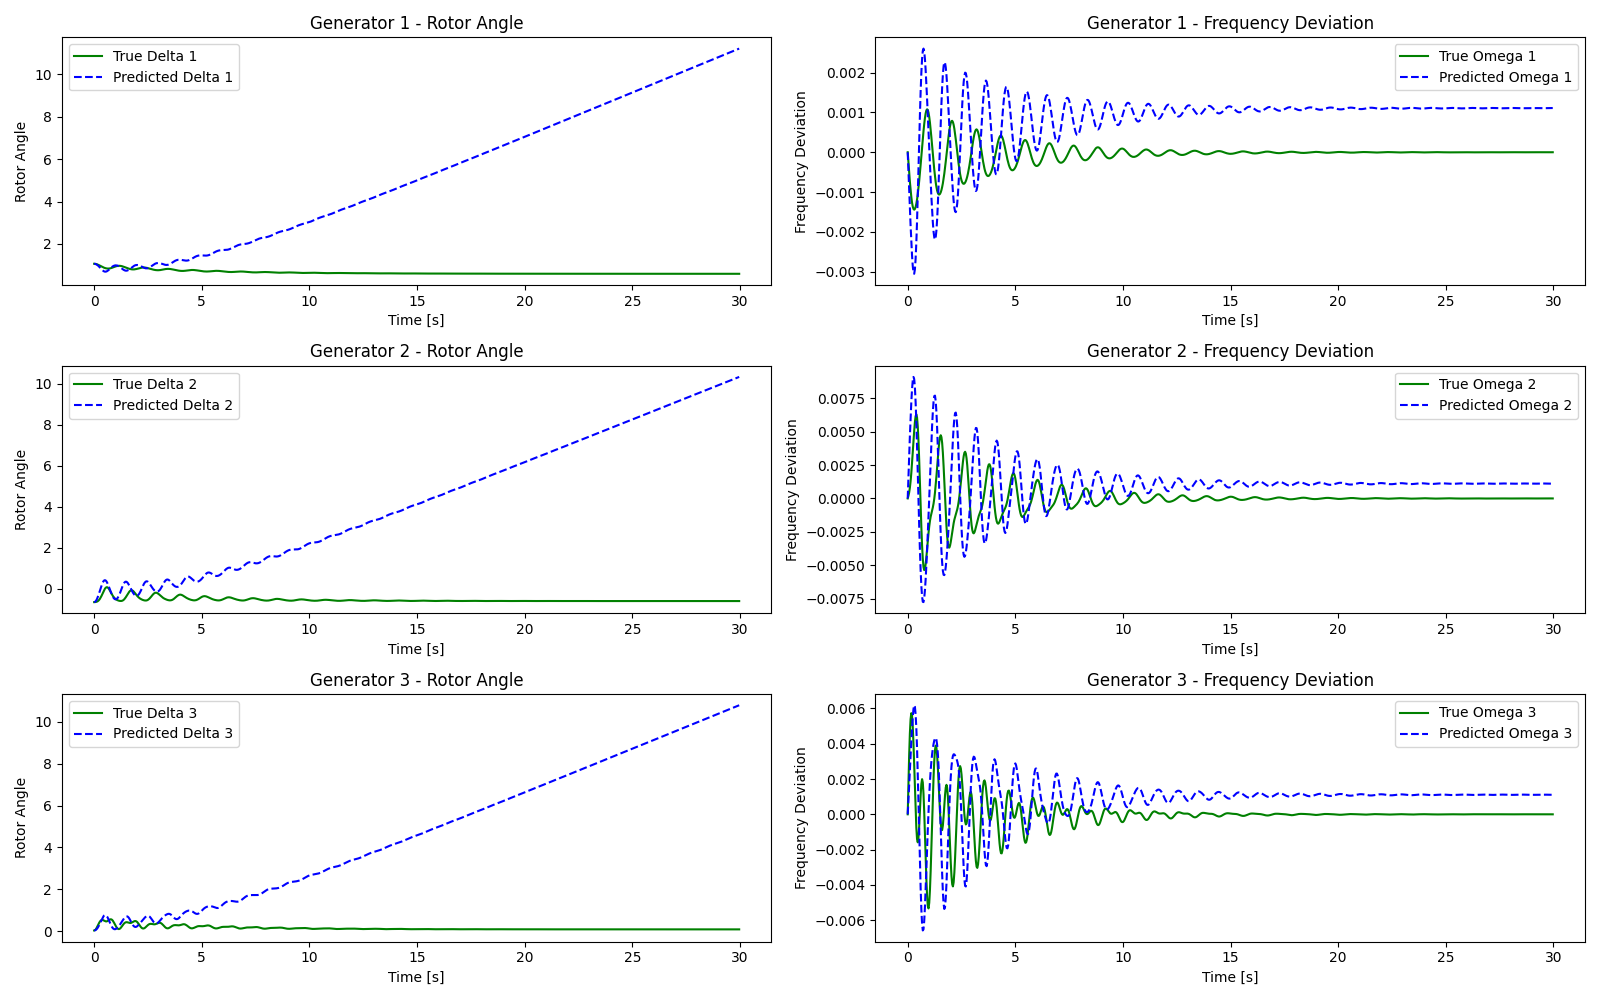 Generator 1 - Rotor Angle
True Delta 1
Predicted Delta 1
Rotor Angle
10
8
6
4
2
0 5 10 15 20 25 30
Time [s]
Generator 1 - Frequency Deviation
True Omega 1
Predicted Omega 1
Frequency Deviation
0.002
0.001
0.000
−0.001
−0.002
−0.003
0 5 10 15 20 25 30
Time [s]
Generator 2 - Rotor Angle
True Delta 2
Predicted Delta 2
Rotor Angle
10
8
6
4
2
0
0 5 10 15 20 25 30
Time [s]
Generator 2 - Frequency Deviation
True Omega 2
Predicted Omega 2
Frequency Deviation
0.0075
0.0050
0.0025
0.0000
−0.0025
−0.0050
−0.0075
0 5 10 15 20 25 30
Time [s]
Generator 3 - Rotor Angle
True Delta 3
Predicted Delta 3
Rotor Angle
10
8
6
4
2
0
0 5 10 15 20 25 30
Time [s]
Generator 3 - Frequency Deviation
True Omega 3
Predicted Omega 3
Frequency Deviation
0.006
0.004
0.002
0.000
−0.002
−0.004
−0.006
0 5 10 15 20 25 30
Time [s]